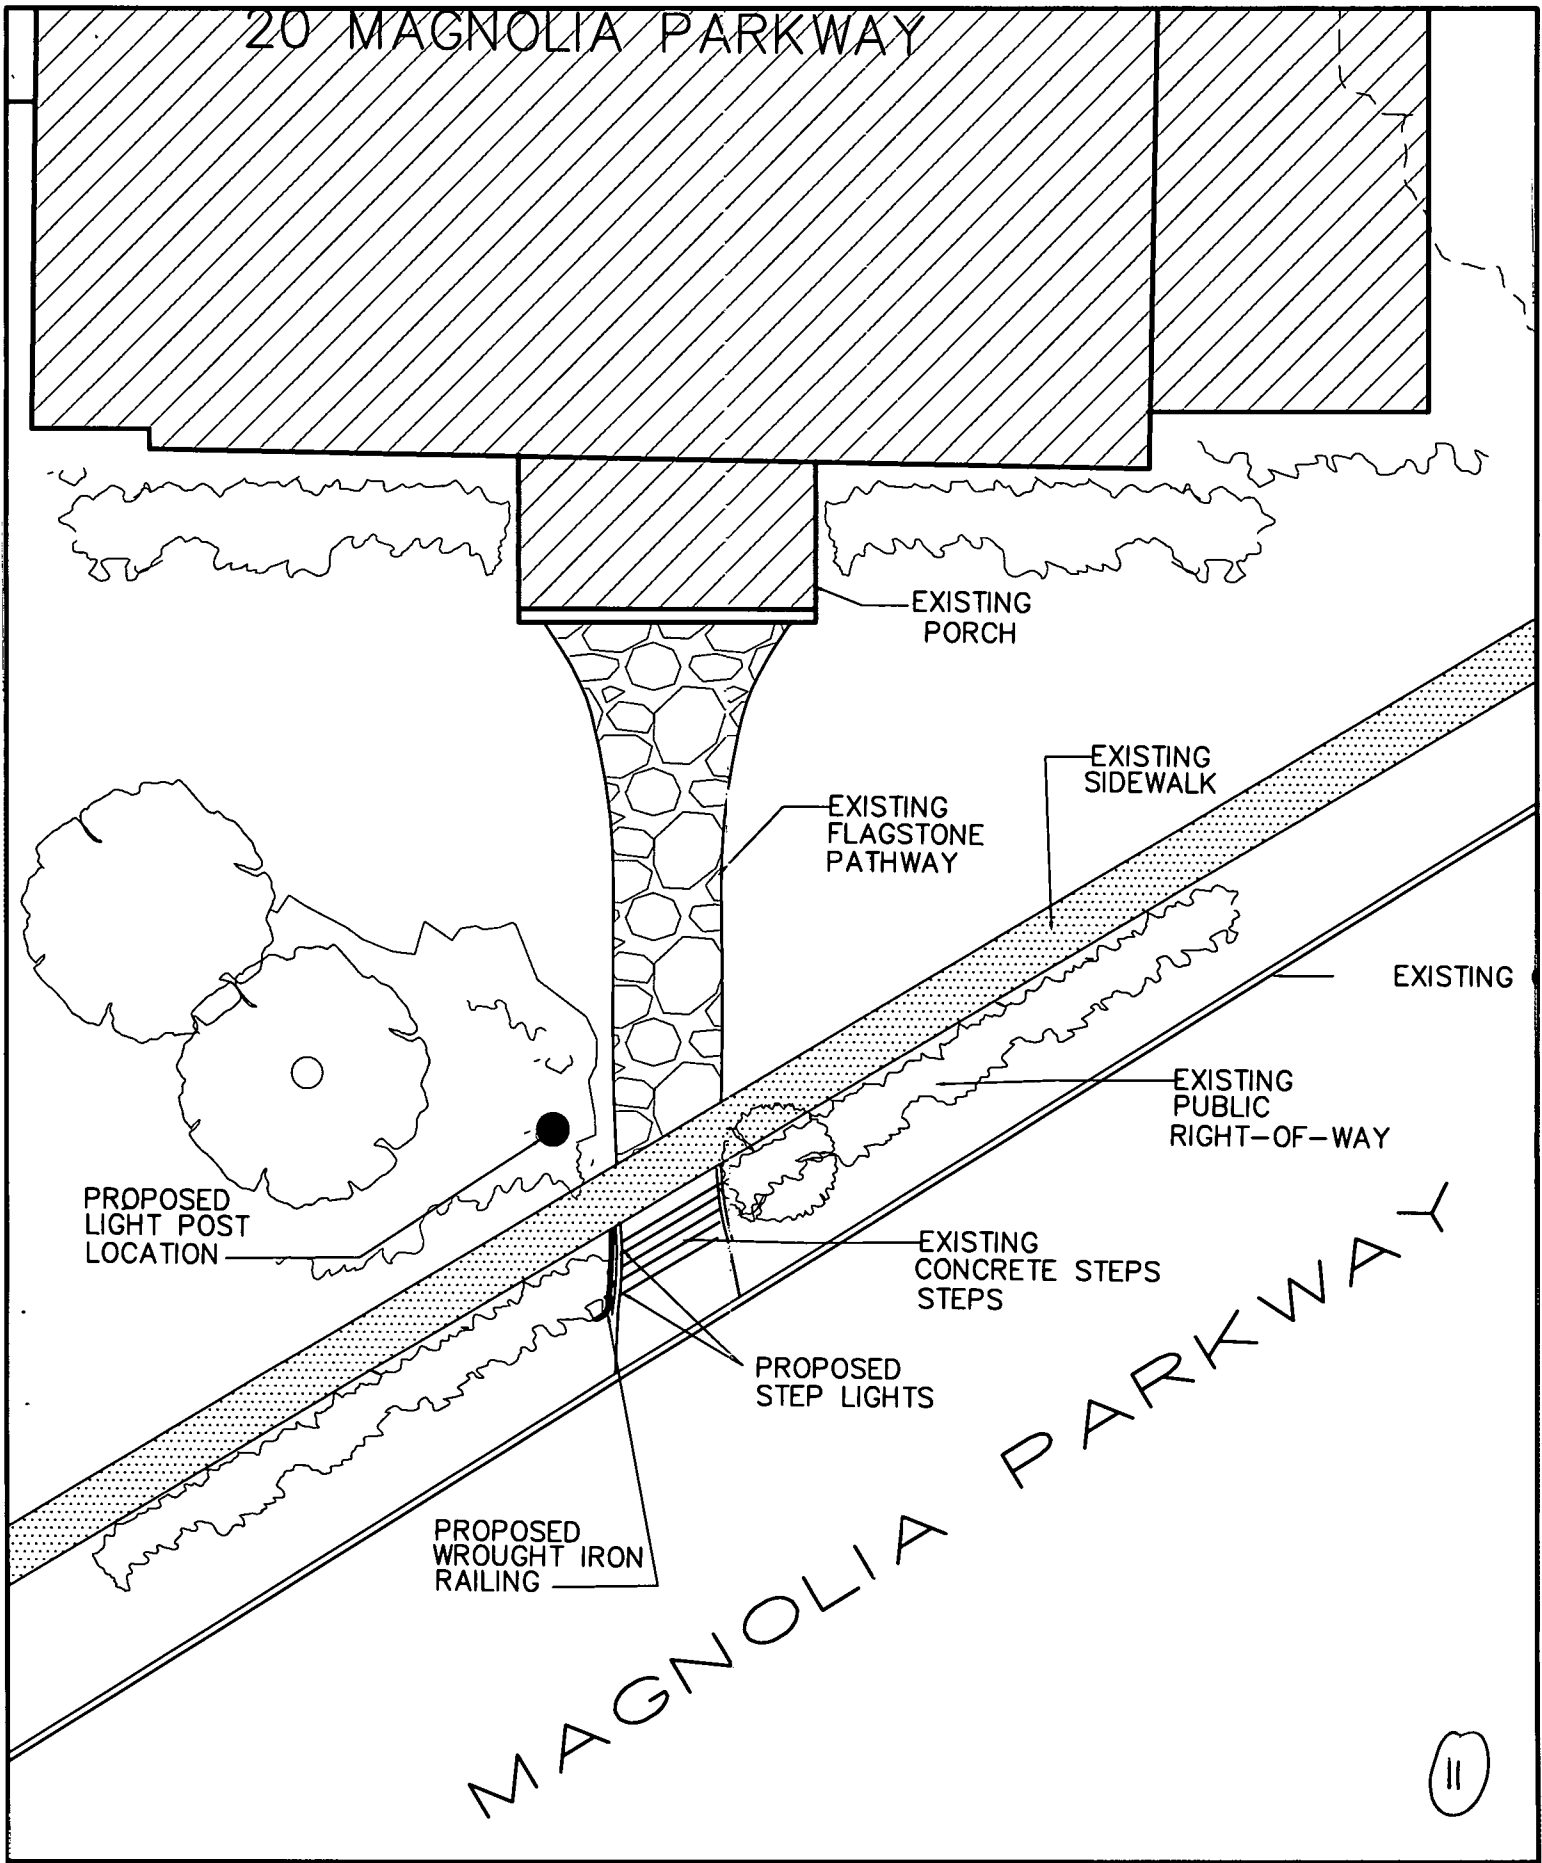 20 MAGNOLIA PARKWAY
EXISTING
PORCH
EXISTING
SIDEWALK
EXISTING
FLAGSTONE
PATHWAY
EXISTING
EXISTING
PUBLIC
RIGHT-OF-WAY
PROPOSED
LIGHT POST
LOCATION
EXISTING
CONCRETE STEPS
STEPS
PROPOSED
STEP LIGHTS
PROPOSED
WROUGHT IRON
RAILING
MAGNOLIA PARKWAY
11